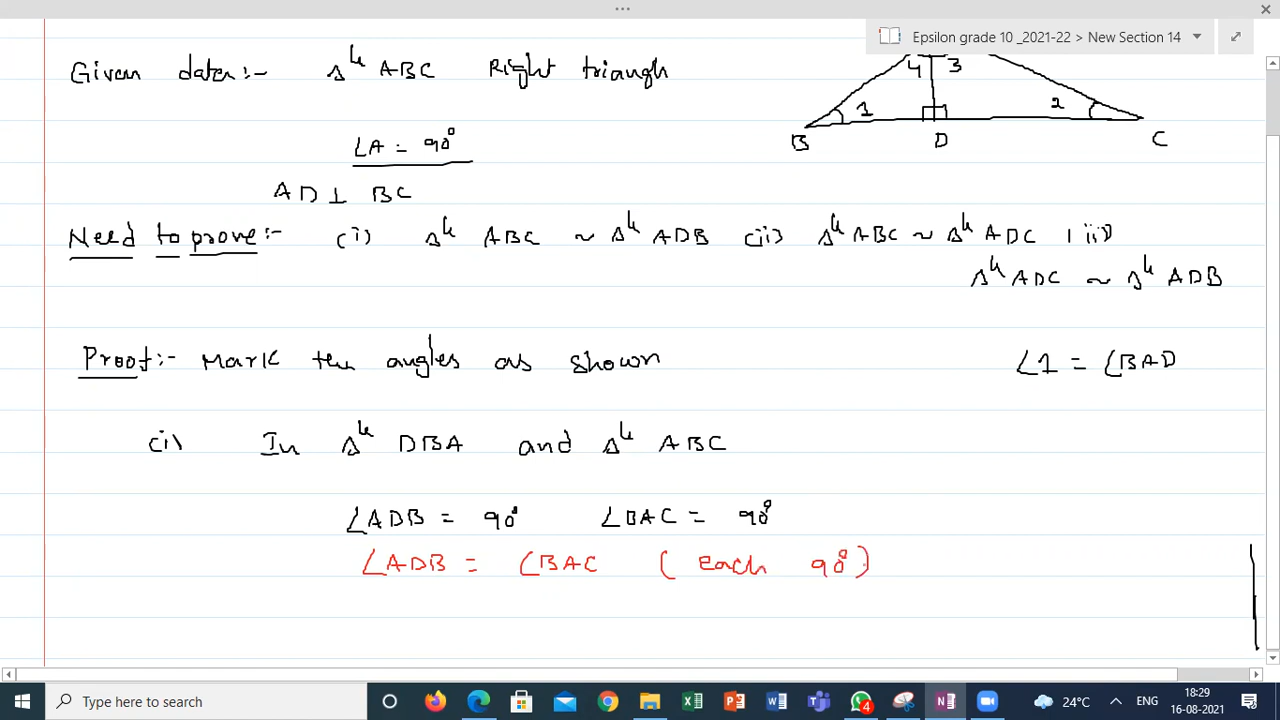 Epsilon grade 10 _2021-22 > New Section 14
Given data:- Δle ABC Right triangle
4 3
1 2
B D C
∠A = 90°
AD ⊥ BC
Need to prove:- (i) Δle ABC ~ Δle ADB (ii) Δle ABC ~ Δle ADC (iii)
Δle ADC ~ Δle ADB
Proof:- Mark the angles as shown ∠1 = ∠BAD
(i) In Δle DBA and Δle ABC
∠ADB = 90° ∠BAC = 90°
∠ADB = ∠BAC ( Each 90°)
Type here to search
4
24°C
ENG
18:29
16-08-2021